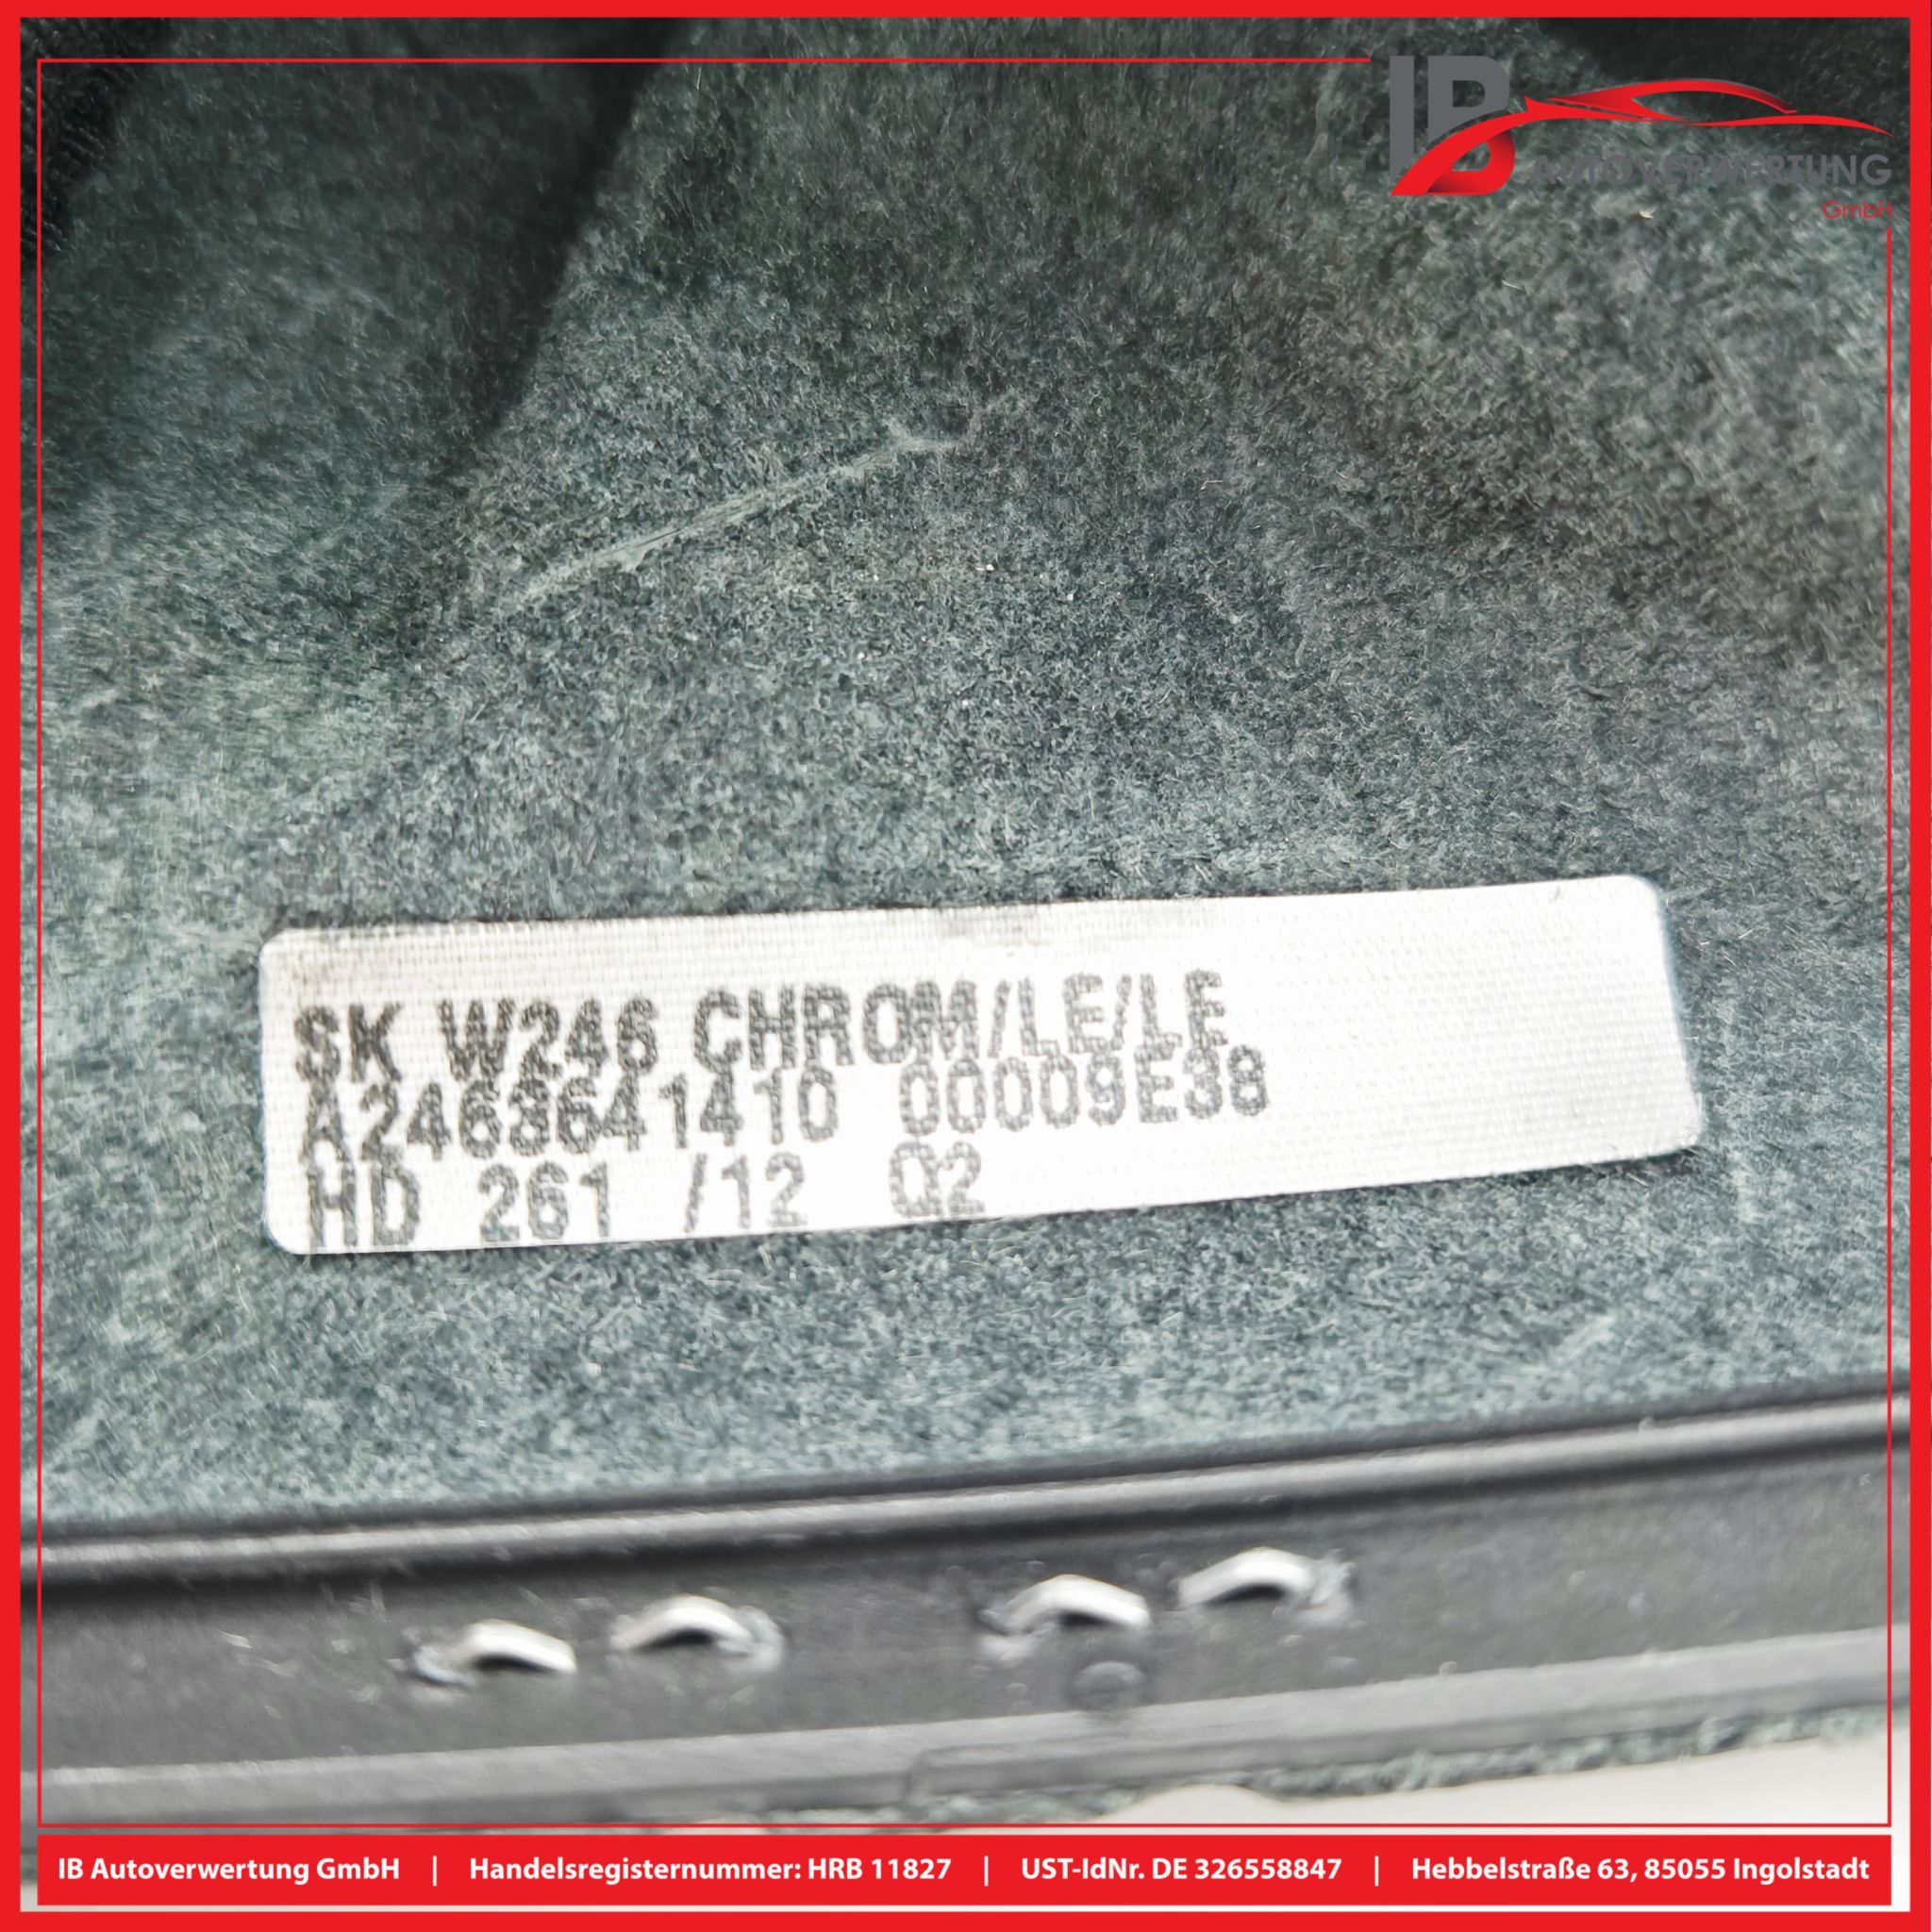 IB
AUTOVERWERTUNG
GmbH
SK W246 CHROM/LE/LE
A2463641410 00009E38
HD 261 /12 Q2
IB Autoverwertung GmbH | Handelsregisternummer: HRB 11827 | UST-IdNr. DE 326558847 | Hebbelstraße 63, 85055 Ingolstadt